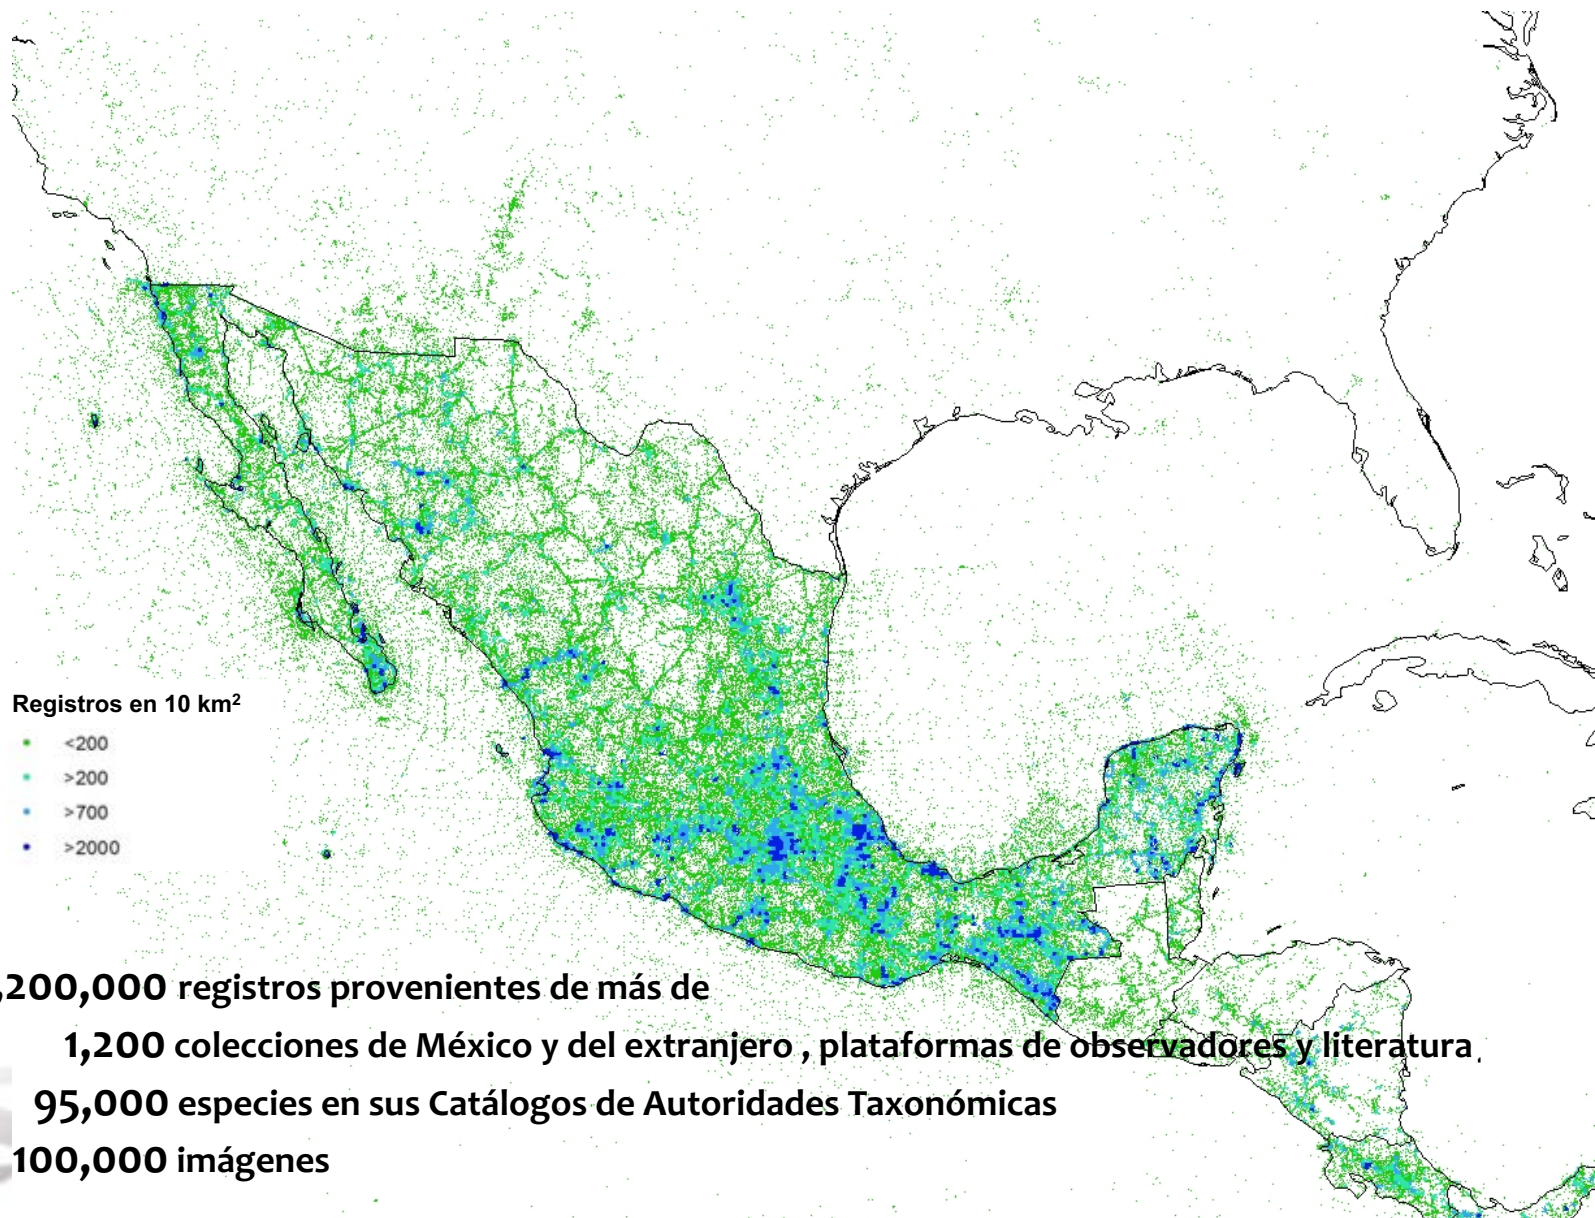 Registros en 10 km²
<200
>200
>700
>2000
,200,000 registros provenientes de más de
1,200 colecciones de México y del extranjero , plataformas de observadores y literatura
95,000 especies en sus Catálogos de Autoridades Taxonómicas
100,000 imágenes